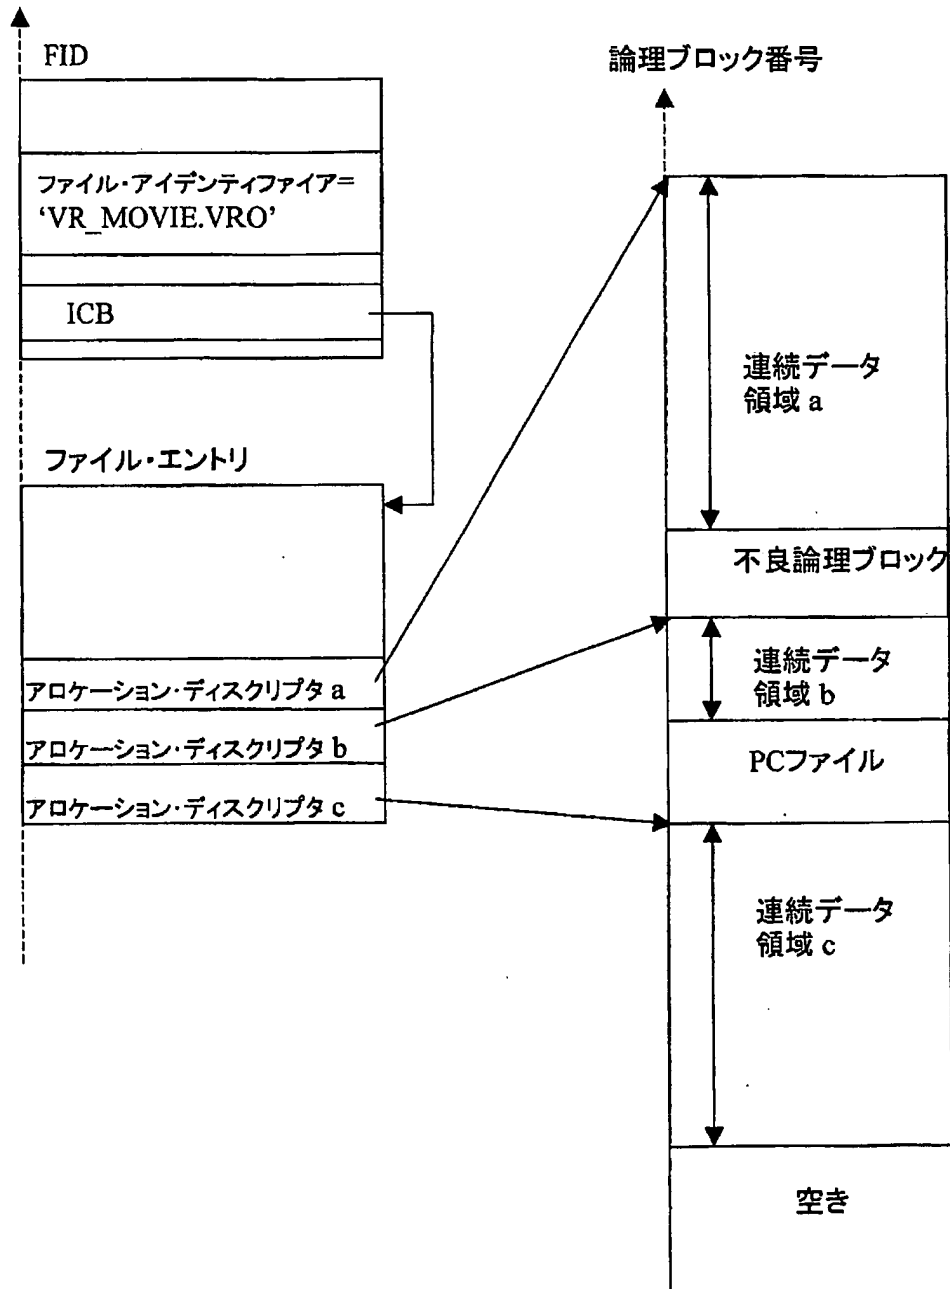 FID
ファイル・アイデンティファイア=
‘VR_MOVIE.VRO’
ICB
ファイル・エントリ
アロケーション・ディスクリプタ a
アロケーション・ディスクリプタ b
アロケーション・ディスクリプタ c
論理ブロック番号
連続データ
領域 a
不良論理ブロック
連続データ
領域 b
PCファイル
連続データ
領域 c
空き